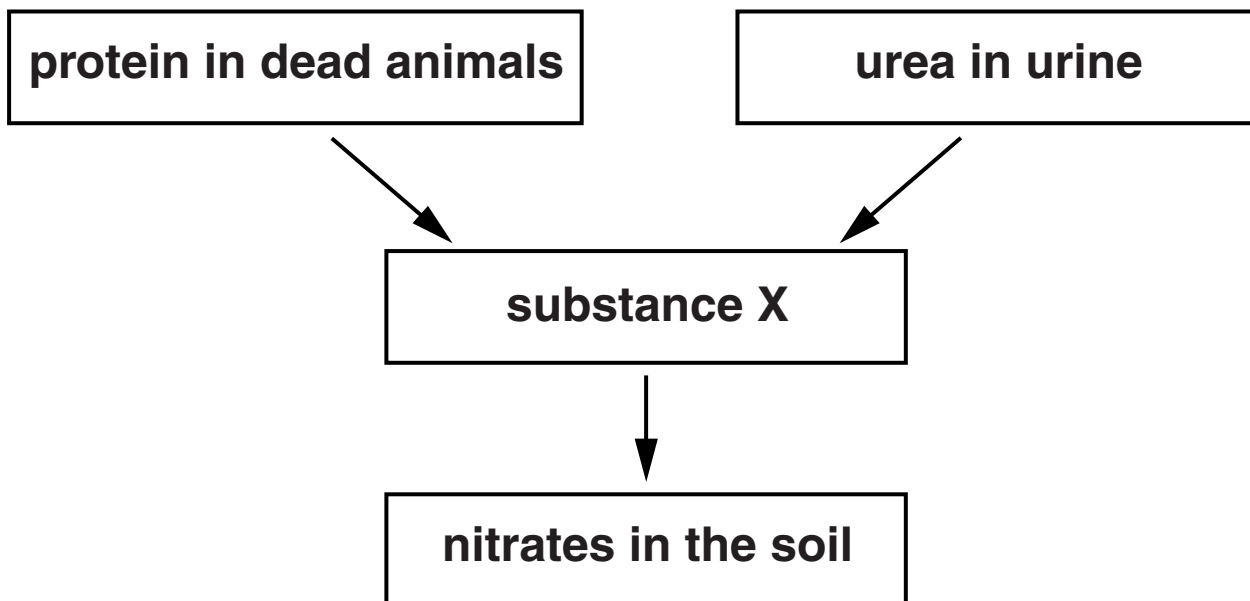 protein in dead animals
urea in urine
substance X
nitrates in the soil